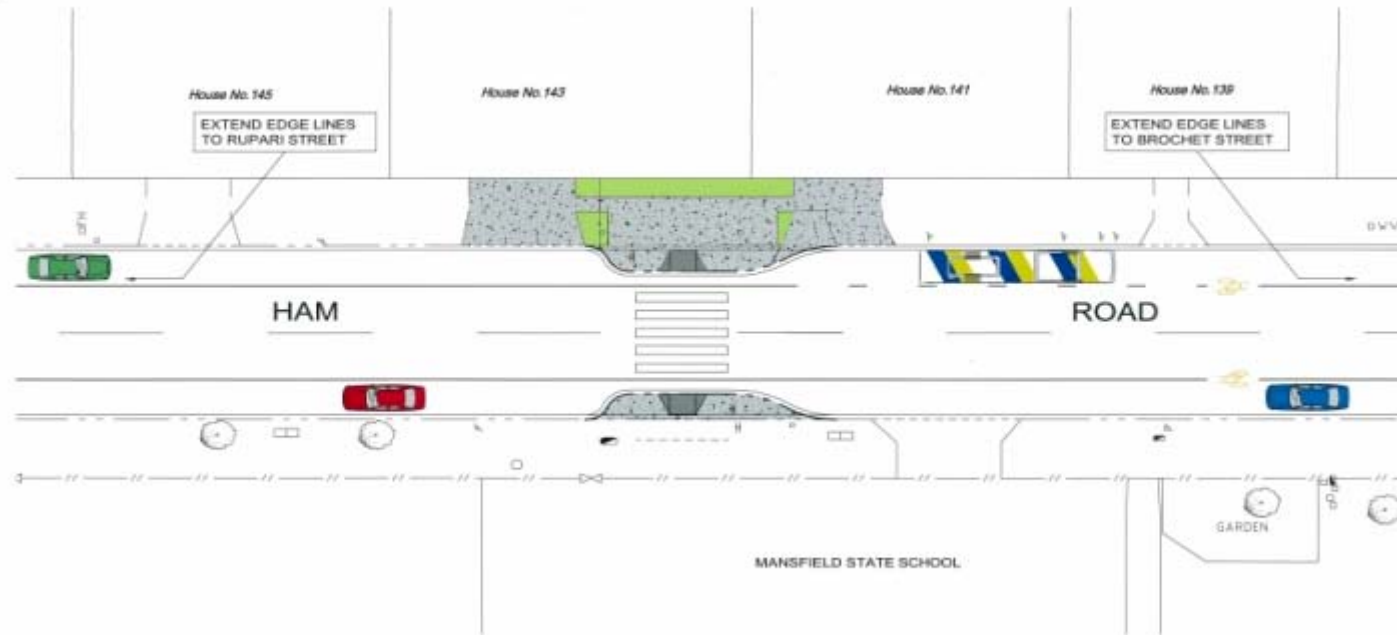 House No.145
House No.143
House No.141
House No.139
EXTEND EDGE LINES
TO RUPARI STREET
EXTEND EDGE LINES
TO BROCHET STREET
HAM ROAD
GARDEN
MANSFIELD STATE SCHOOL